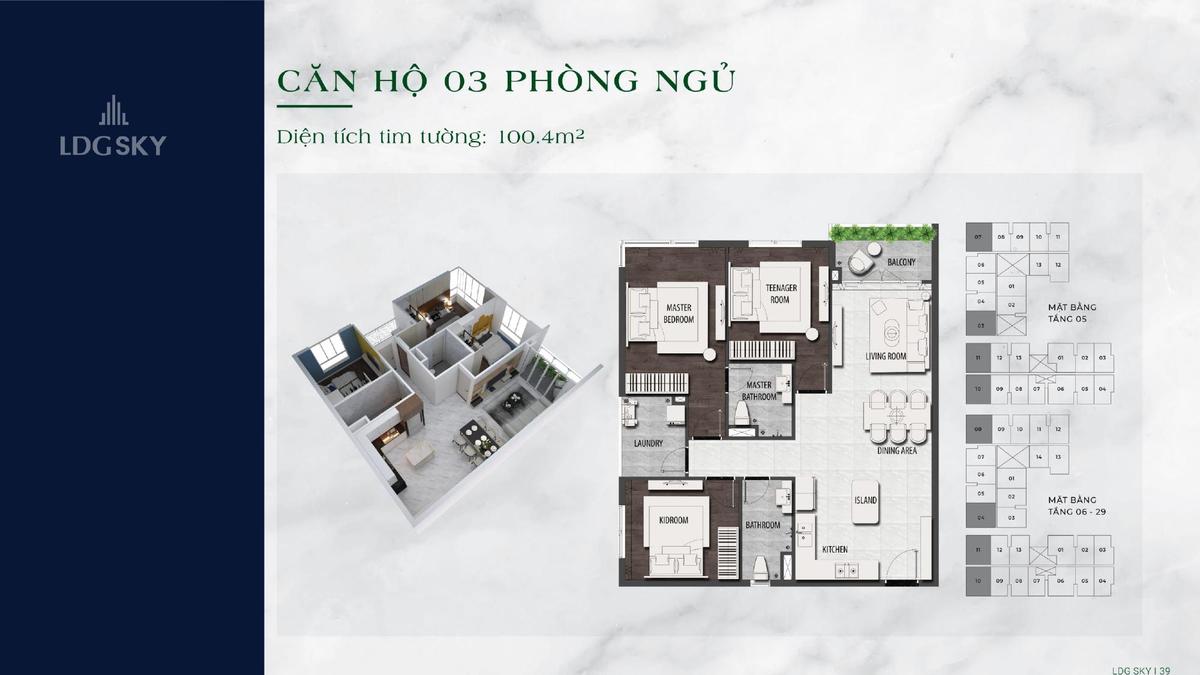 LDG SKY
CĂN HỘ 03 PHÒNG NGỦ
Diện tích tim tường: 100.4m²
BALCONY
MASTER
BEDROOM
TEENAGER
ROOM
LIVING ROOM
MASTER
BATHROOM
LAUNDRY
DINING AREA
KIDROOM
BATHROOM
ISLAND
KITCHEN
07 08 09 10 11
06 13 12
05 01
04 02
03
MẶT BẰNG
TẦNG 05
11 12 13 01 02 03
10 09 08 07 06 05 04
08 09 10 11 12
07 14 13
06 01
05 02
04 03
MẶT BẰNG
TẦNG 06 - 29
11 12 13 01 02 03
10 09 08 07 06 05 04
LDG SKY | 39